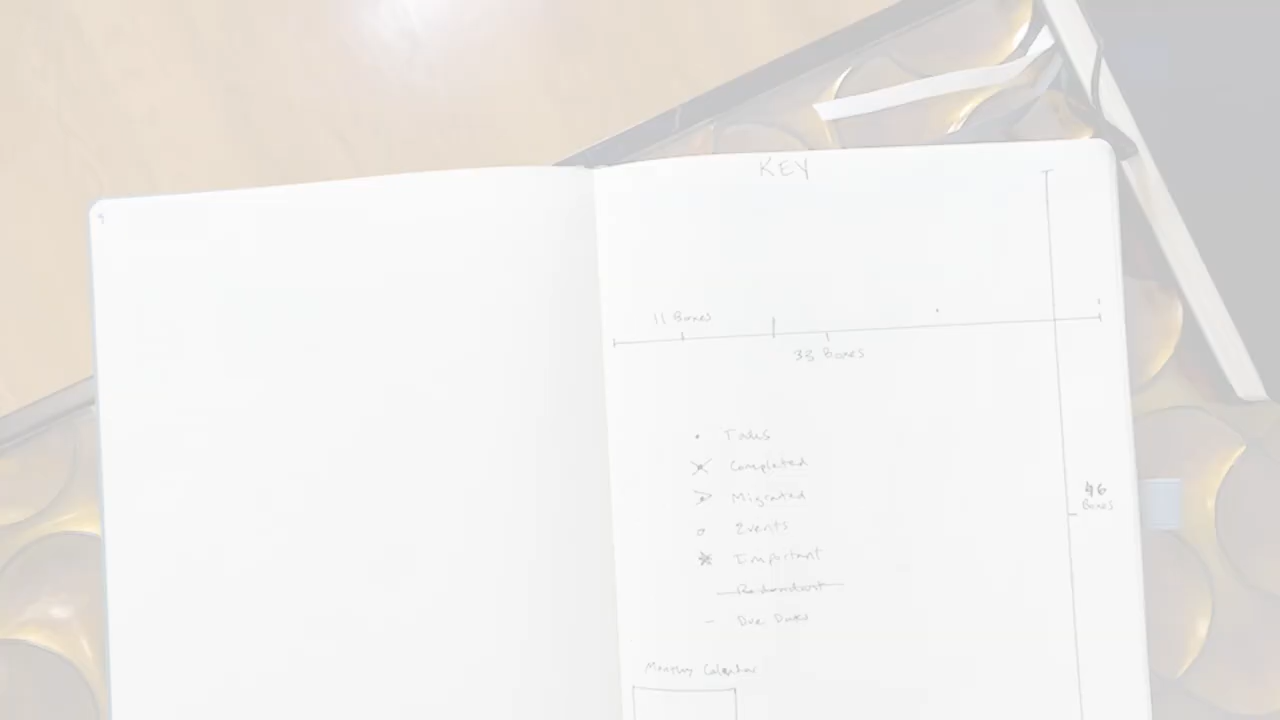 KEY
11 Boxes
33 Boxes
• Tasks
x Completed
> Migrated
o Events
* Important
Redundant
– Due Dates
46
Boxes
Monthly Calendar